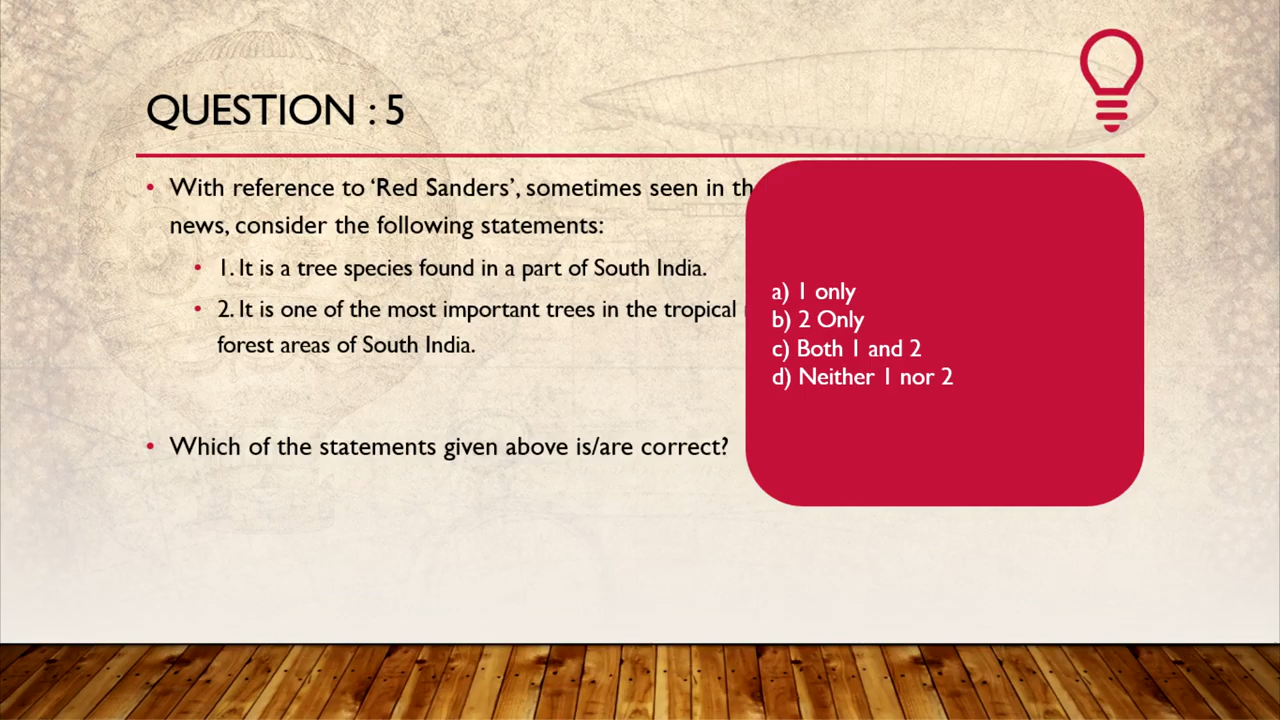 QUESTION : 5
With reference to ‘Red Sanders’, sometimes seen in th
news, consider the following statements:
1. It is a tree species found in a part of South India.
2. It is one of the most important trees in the tropical
forest areas of South India.
Which of the statements given above is/are correct?
a) 1 only
b) 2 Only
c) Both 1 and 2
d) Neither 1 nor 2